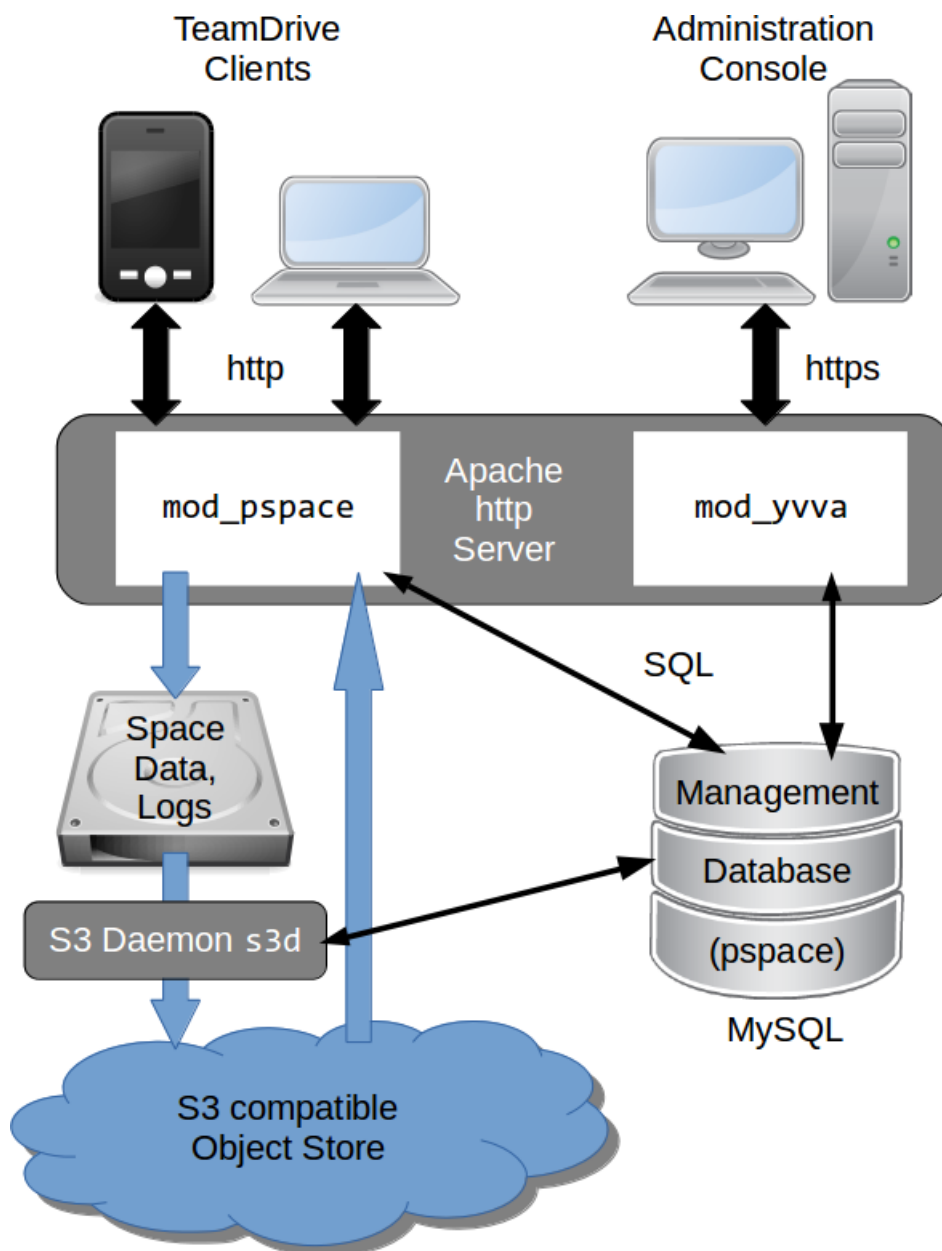 TeamDrive
Clients
Administration
Console
http
https
mod_pspace
Apache
http
Server
mod_yvva
SQL
Space
Data,
Logs
Management
Database
(pspace)
MySQL
S3 Daemon s3d
S3 compatible
Object Store